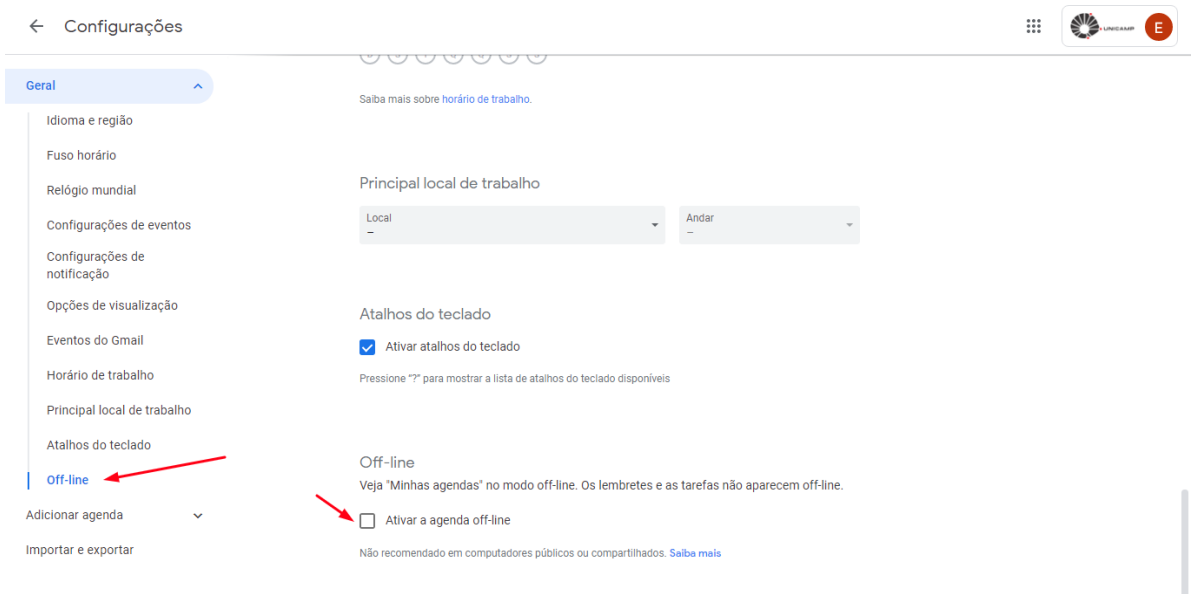 Configurações
UNICAMP
E
Geral
Idioma e região
Fuso horário
Relógio mundial
Configurações de eventos
Configurações de
notificação
Opções de visualização
Eventos do Gmail
Horário de trabalho
Principal local de trabalho
Atalhos do teclado
Off-line
Adicionar agenda
Importar e exportar
Saiba mais sobre horário de trabalho.
Principal local de trabalho
Local
–
Andar
–
Atalhos do teclado
Ativar atalhos do teclado
Pressione "?" para mostrar a lista de atalhos do teclado disponíveis
Off-line
Veja "Minhas agendas" no modo off-line. Os lembretes e as tarefas não aparecem off-line.
Ativar a agenda off-line
Não recomendado em computadores públicos ou compartilhados. Saiba mais